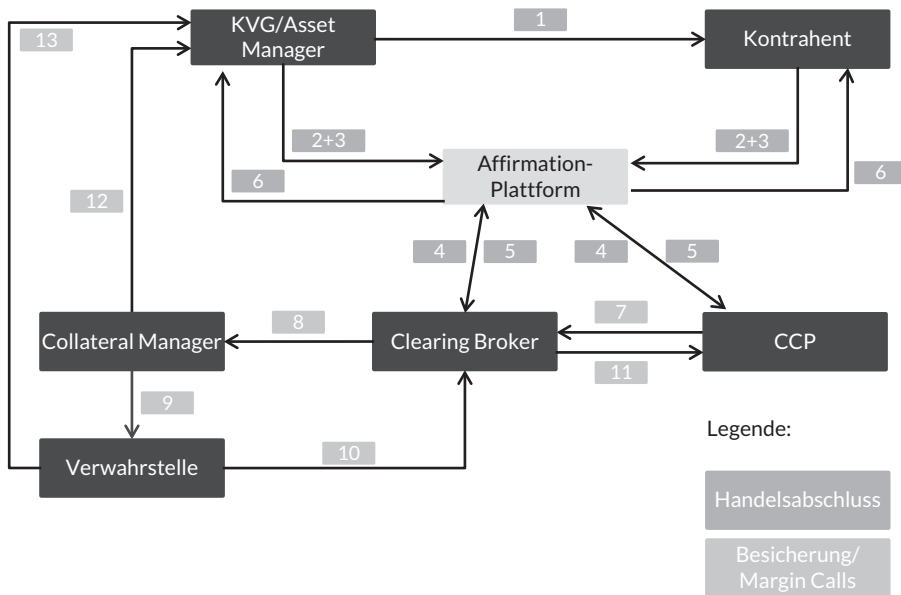 KVG/Asset
Manager
1
Kontrahent
13
2+3
2+3
Affirmation-
Plattform
6
6
12
4
5
4
5
Collateral Manager
8
Clearing Broker
7
CCP
11
9
Legende:
Verwahrstelle
10
Handelsabschluss
Besicherung/
Margin Calls